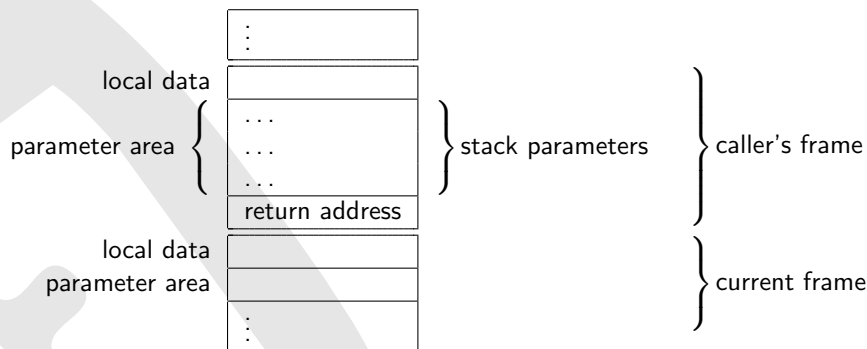 ⋮
local data
parameter area { . . . } stack parameters } caller's frame
. . .
. . .
return address
local data
parameter area } current frame
⋮